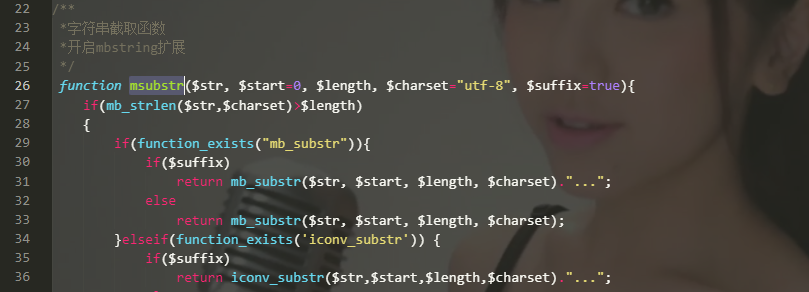 22 /**
23 *字符串截取函数
24 *开启mbstring扩展
25 */
26 function msubstr($str, $start=0, $length, $charset="utf-8", $suffix=true){
27 if(mb_strlen($str,$charset)>$length)
28 {
29 if(function_exists("mb_substr")){
30 if($suffix)
31 return mb_substr($str, $start, $length, $charset)."...";
32 else
33 return mb_substr($str, $start, $length, $charset);
34 }elseif(function_exists('iconv_substr')) {
35 if($suffix)
36 return iconv_substr($str,$start,$length,$charset)."...";